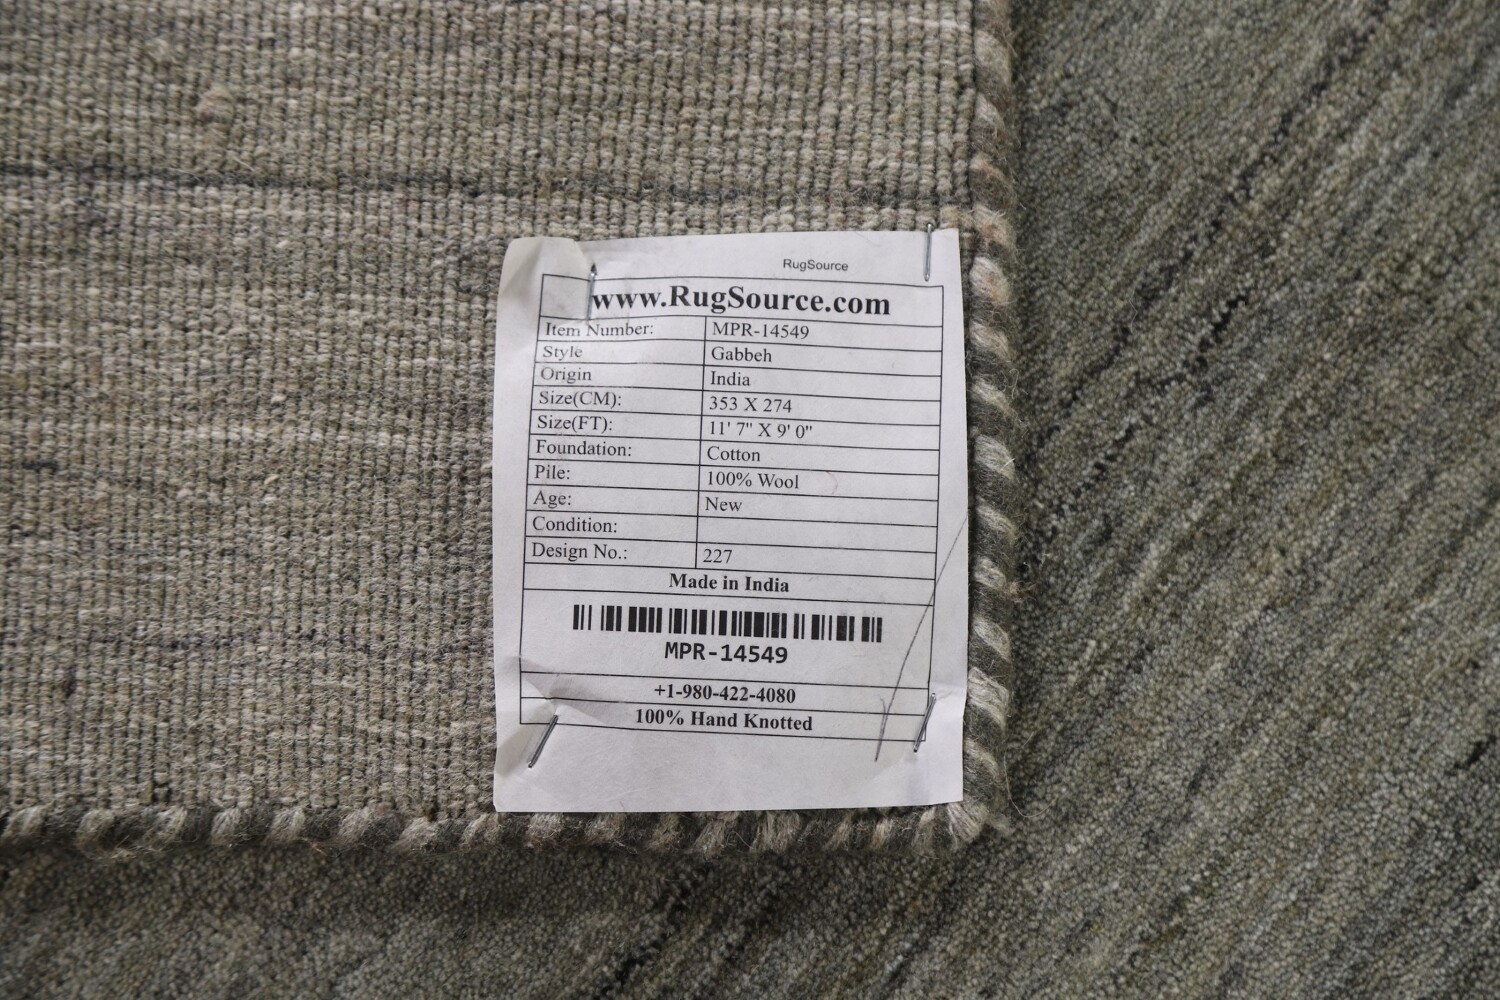 RugSource
www.RugSource.com
Item Number: MPR-14549
Style Gabbeh
Origin India
Size(CM): 353 X 274
Size(FT): 11' 7" X 9' 0"
Foundation: Cotton
Pile: 100% Wool
Age: New
Condition:
Design No.: 227
Made in India
MPR-14549
+1-980-422-4080
100% Hand Knotted